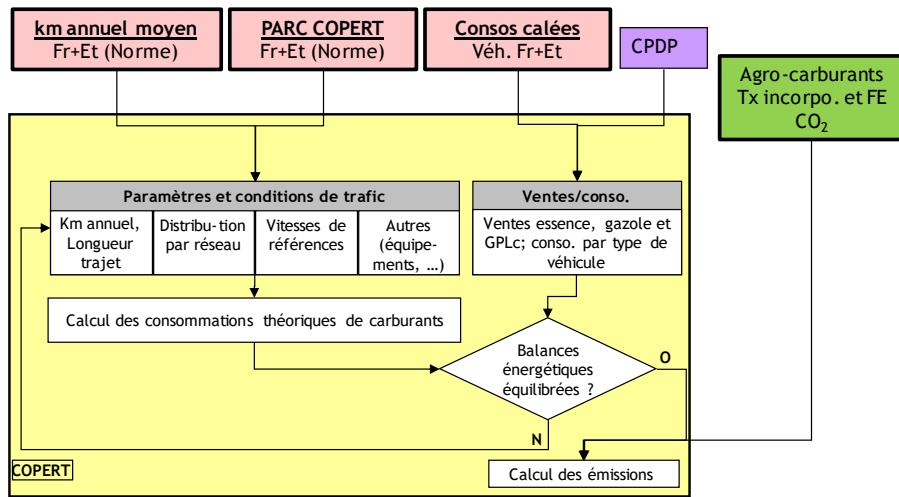 km annuel moyen
Fr+Et (Norme)
PARC COPERT
Fr+Et (Norme)
Consos calées
Véh. Fr+Et
CPDP
Agro-carburants
Tx incorpo. et FE
CO₂
Paramètres et conditions de trafic
Km annuel,
Longueur
trajet
Distribu-tion
par réseau
Vitesses de
références
Autres
(équipe-
ments, ...)
Ventes/conso.
Ventes essence, gazole et
GPLc; conso. par type de
véhicule
Calcul des consommations théoriques de carburants
Balances
énergétiques
équilibrées ?
O
N
COPERT
Calcul des émissions